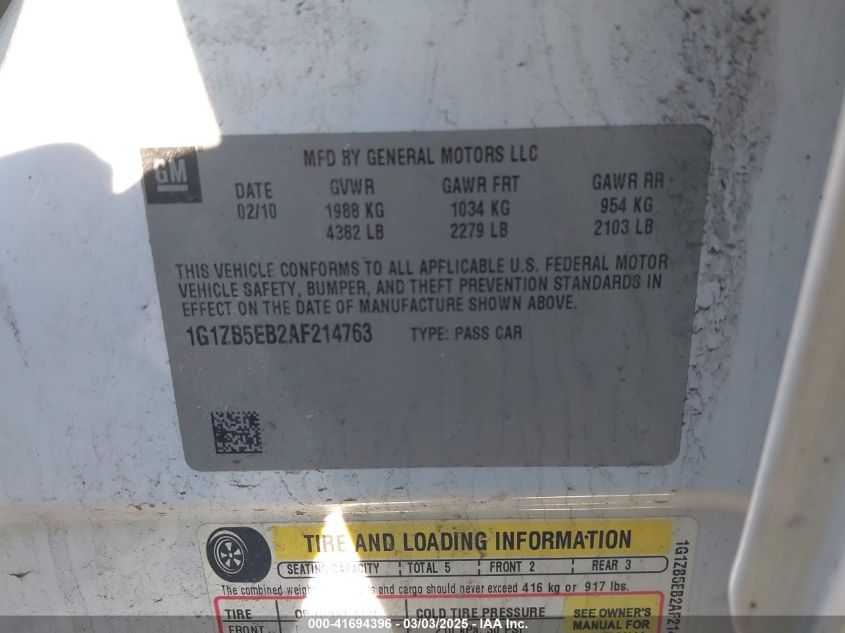 GM
MFD BY GENERAL MOTORS LLC
DATE GVWR GAWR FRT GAWR RR
02/10 1988 KG 1034 KG 954 KG
4382 LB 2279 LB 2103 LB
THIS VEHICLE CONFORMS TO ALL APPLICABLE U.S. FEDERAL MOTOR
VEHICLE SAFETY, BUMPER, AND THEFT PREVENTION STANDARDS IN
EFFECT ON THE DATE OF MANUFACTURE SHOWN ABOVE.
1G1ZB5EB2AF214763 TYPE: PASS CAR
TIRE AND LOADING INFORMATION
SEATING CAPACITY TOTAL 5 FRONT 2 REAR 3
The combined weight of and cargo should never exceed 416 kg or 917 lbs.
TIRE COLD TIRE PRESSURE SEE OWNER'S
FRONT MANUAL FOR
1G1ZB5EB2AF21
00-41694396 - 03/03/2025 - IAA Inc.